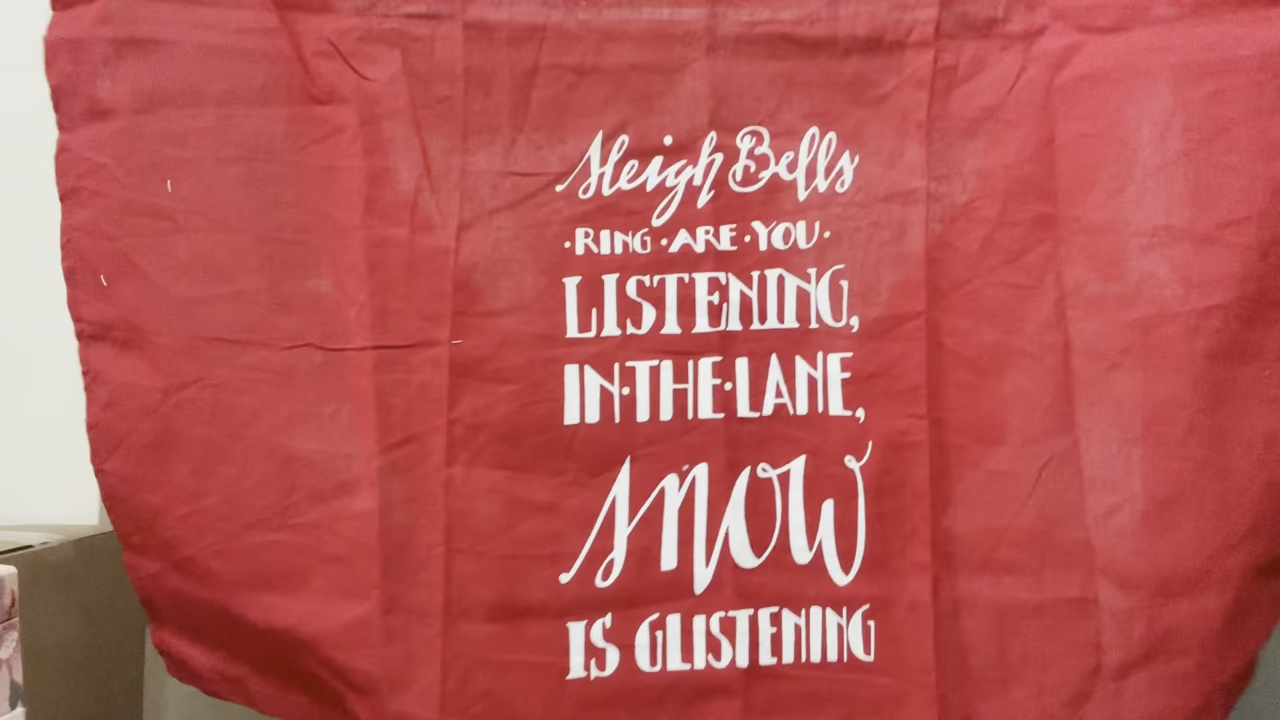 Sleigh Bells
·RING·ARE·YOU·
LISTENING,
IN·THE·LANE,
snow
IS GLISTENING